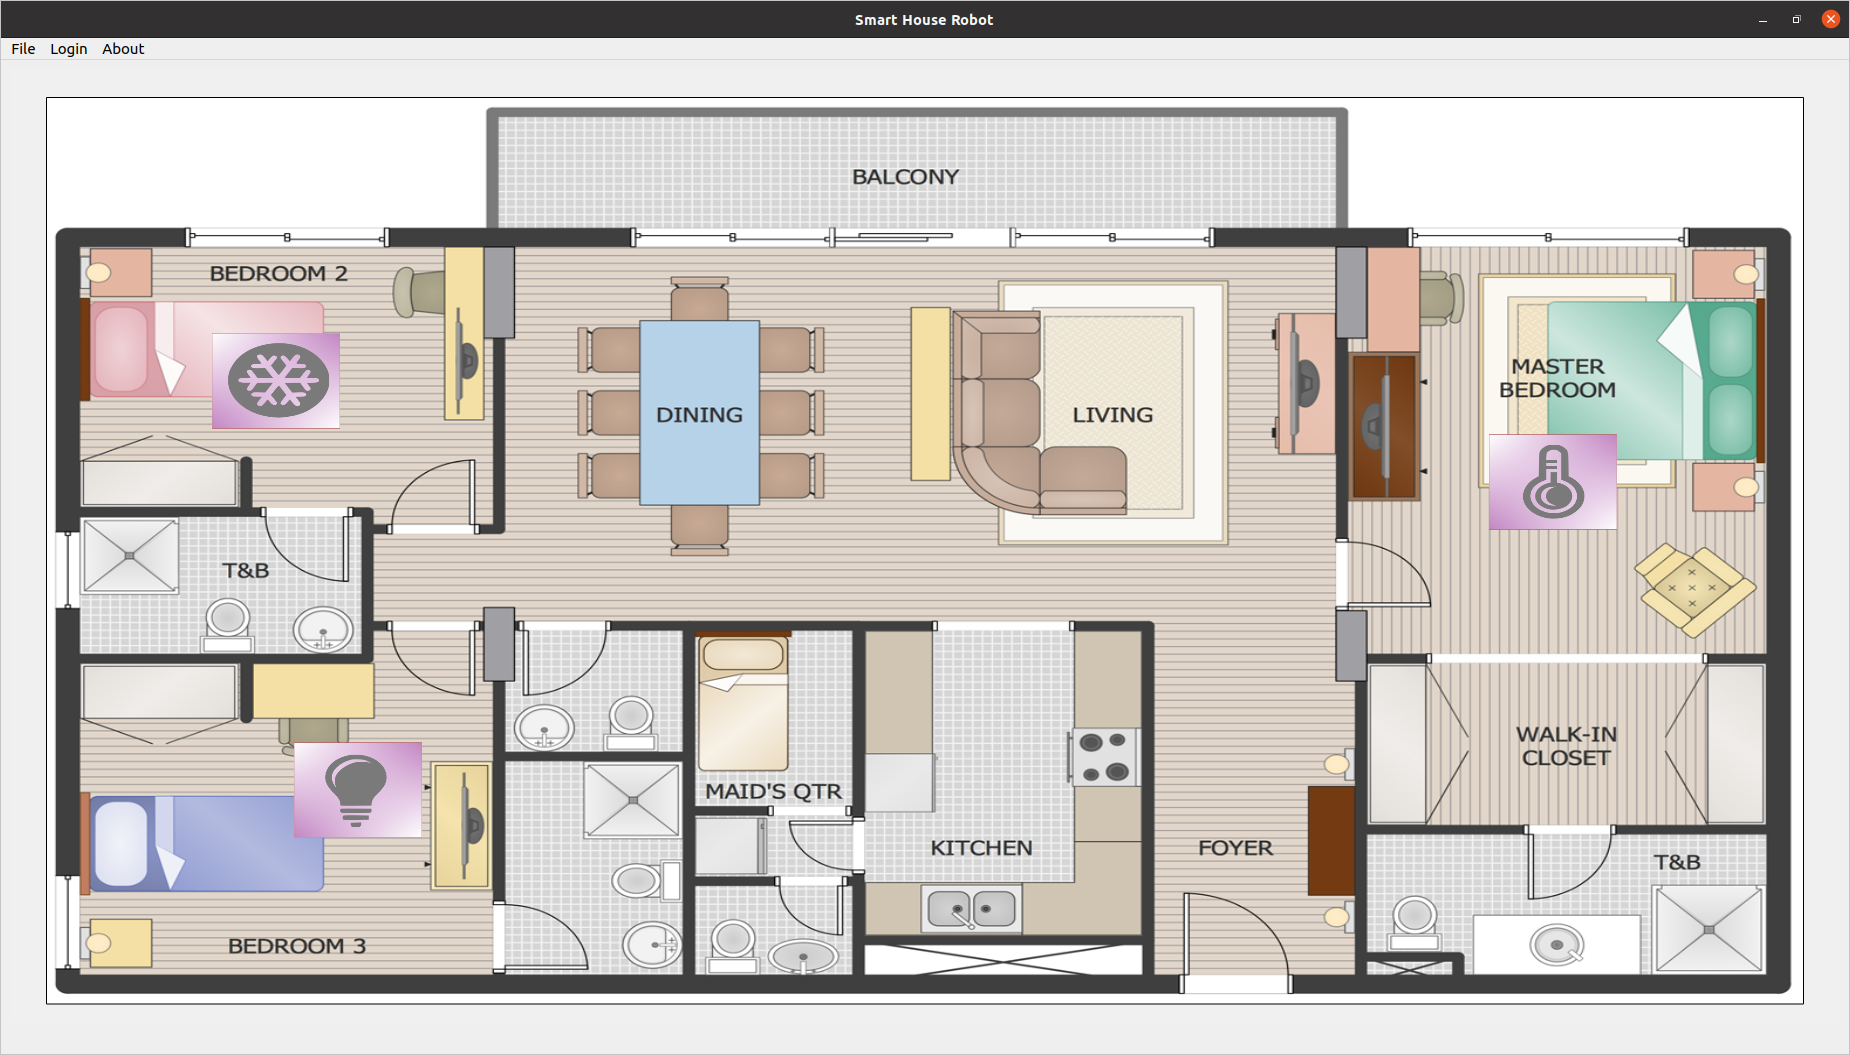 Smart House Robot
File Login About
BALCONY
BEDROOM 2
MASTER
BEDROOM
DINING
LIVING
T&B
WALK-IN
CLOSET
MAID'S QTR
KITCHEN
FOYER
T&B
BEDROOM 3